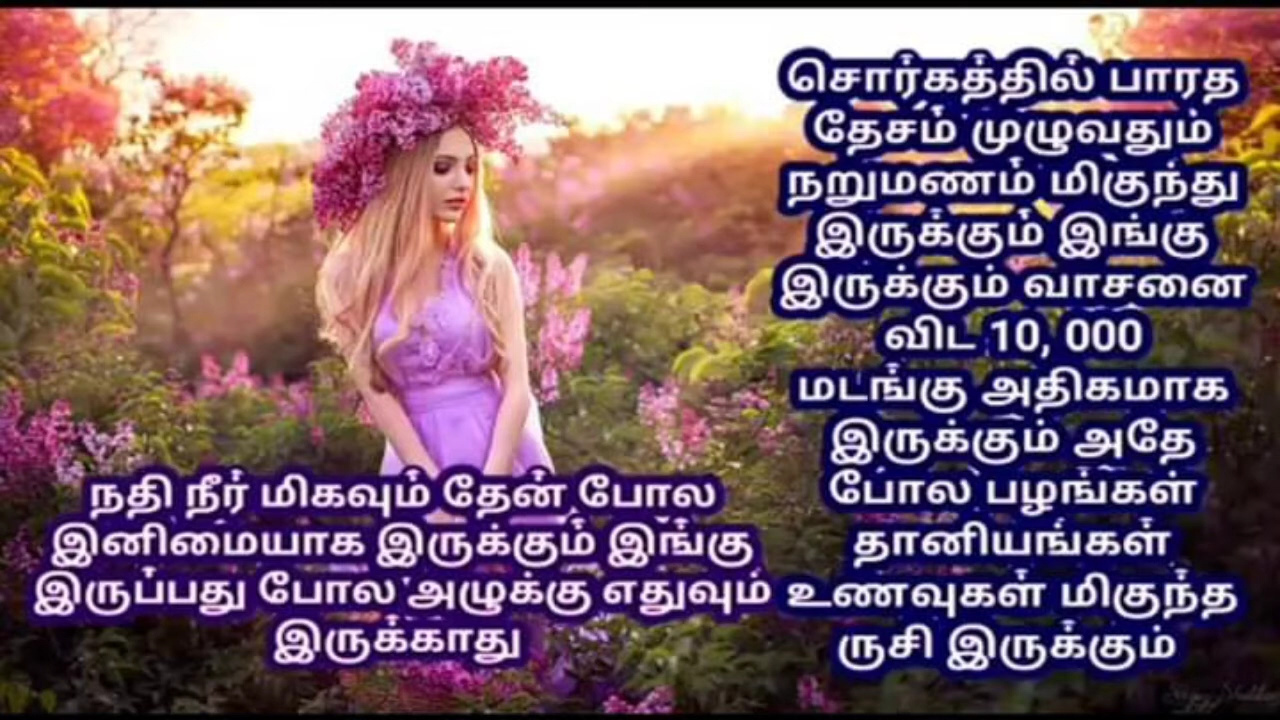 சொர்கத்தில் பாரத
தேசம் முழுவதும்
நறுமணம் மிகுந்து
இருக்கும் இங்கு
இருக்கும் வாசனை
விட 10, 000
மடங்கு அதிகமாக
இருக்கும் அதே
போல பழங்கள்
தானியங்கள்
உணவுகள் மிகுந்த
ருசி இருக்கும்
நதி நீர் மிகவும் தேன் போல
இனிமையாக இருக்கும் இங்கு
இருப்பது போல அழுக்கு எதுவும்
இருக்காது